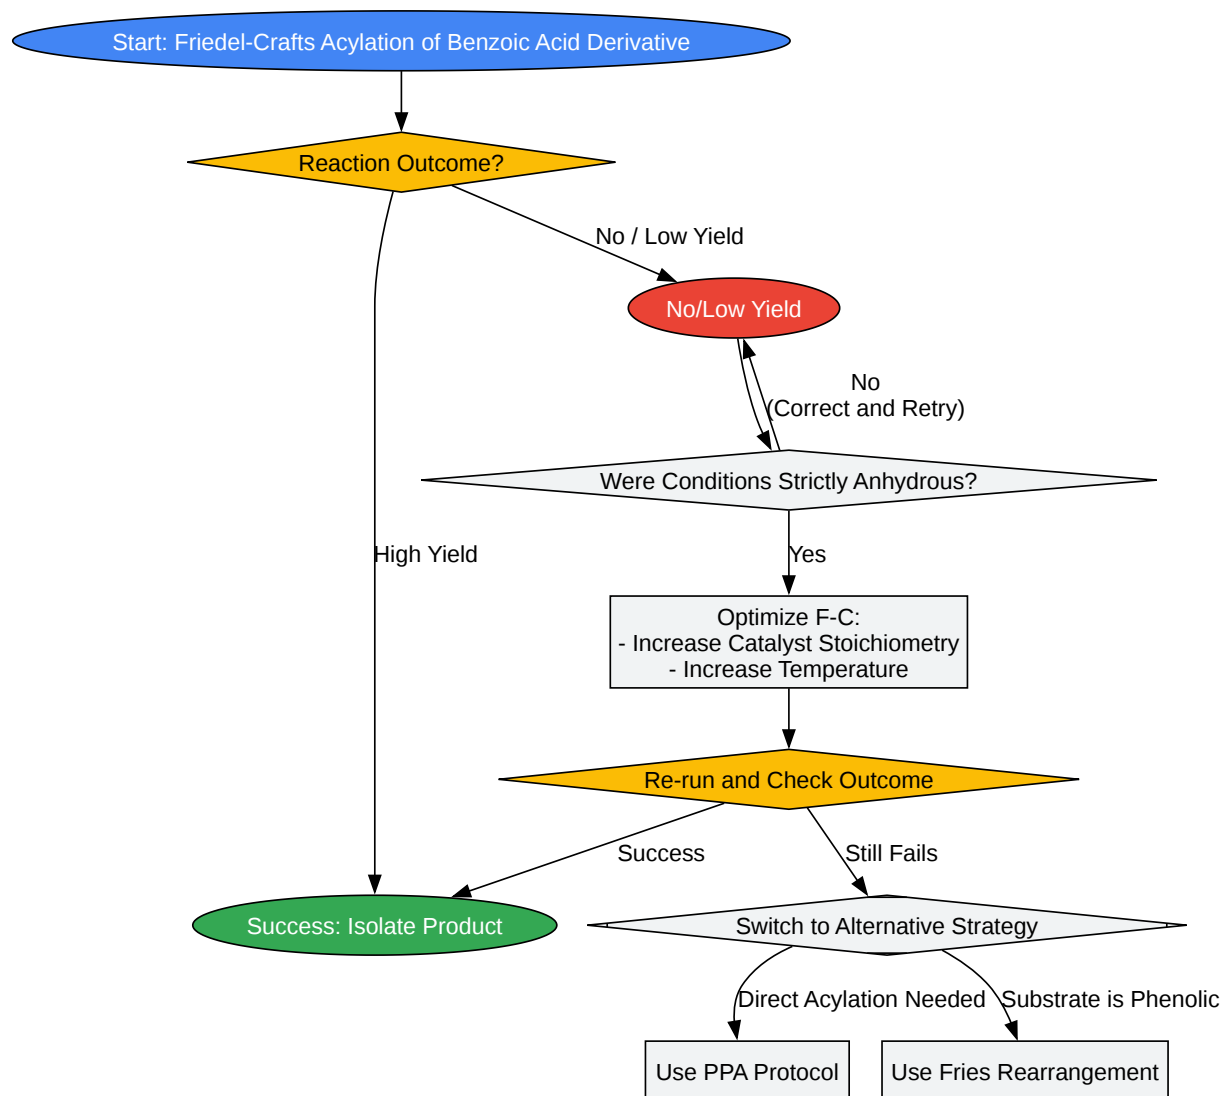 Start: Friedel-Crafts Acylation of Benzoic Acid Derivative
Reaction Outcome?
No / Low Yield
No/Low Yield
No
(Correct and Retry)
Were Conditions Strictly Anhydrous?
High Yield
Yes
Optimize F-C:
- Increase Catalyst Stoichiometry
- Increase Temperature
Re-run and Check Outcome
Success
Still Fails
Success: Isolate Product
Switch to Alternative Strategy
Direct Acylation Needed
Substrate is Phenolic
Use PPA Protocol
Use Fries Rearrangement